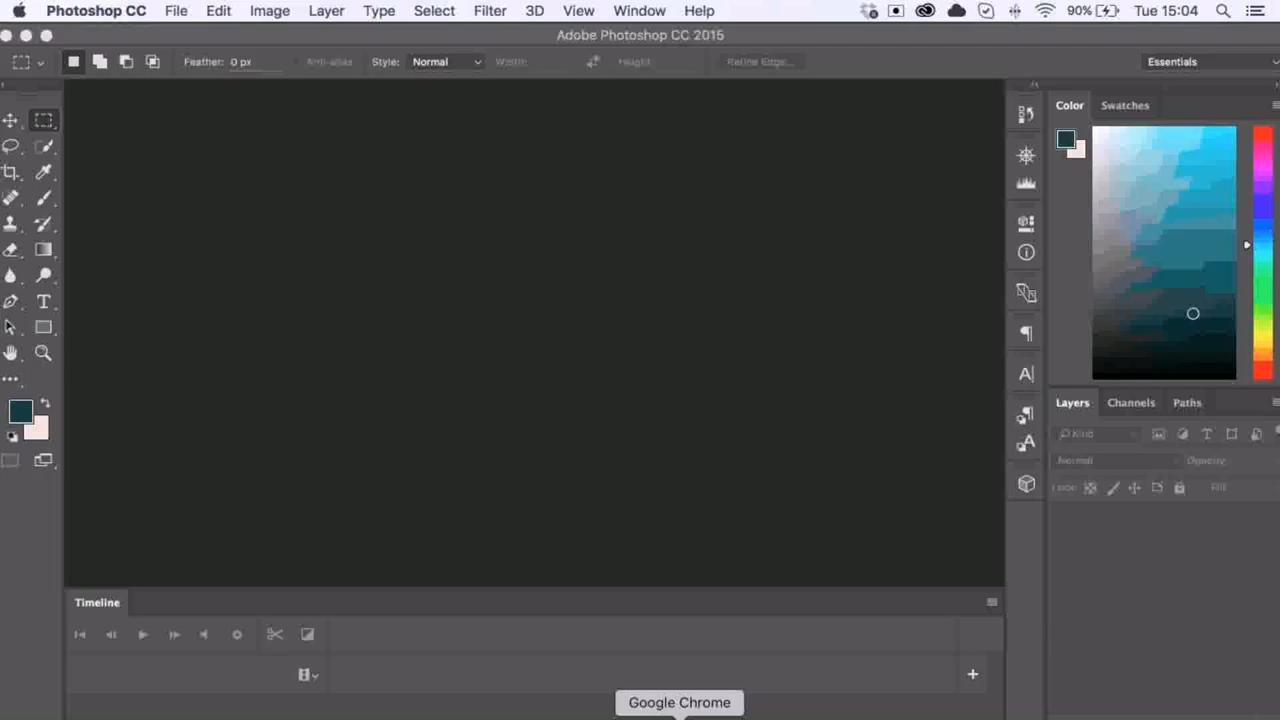 Photoshop CC File Edit Image Layer Type Select Filter 3D View Window Help 90% Tue 15:04
Adobe Photoshop CC 2015
Feather: 0 px Anti-alias Style: Normal Width: Height: Refine Edge... Essentials
Color Swatches
Layers Channels Paths
Kind
Normal Opacity:
Lock: Fill
Timeline
Google Chrome